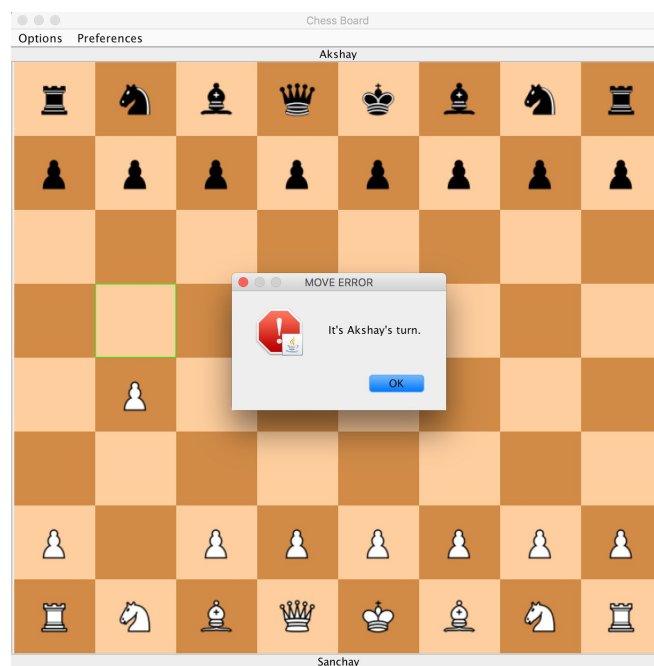 Chess Board
Options Preferences
Akshay
MOVE ERROR
It's Akshay's turn.
OK
Sanchay